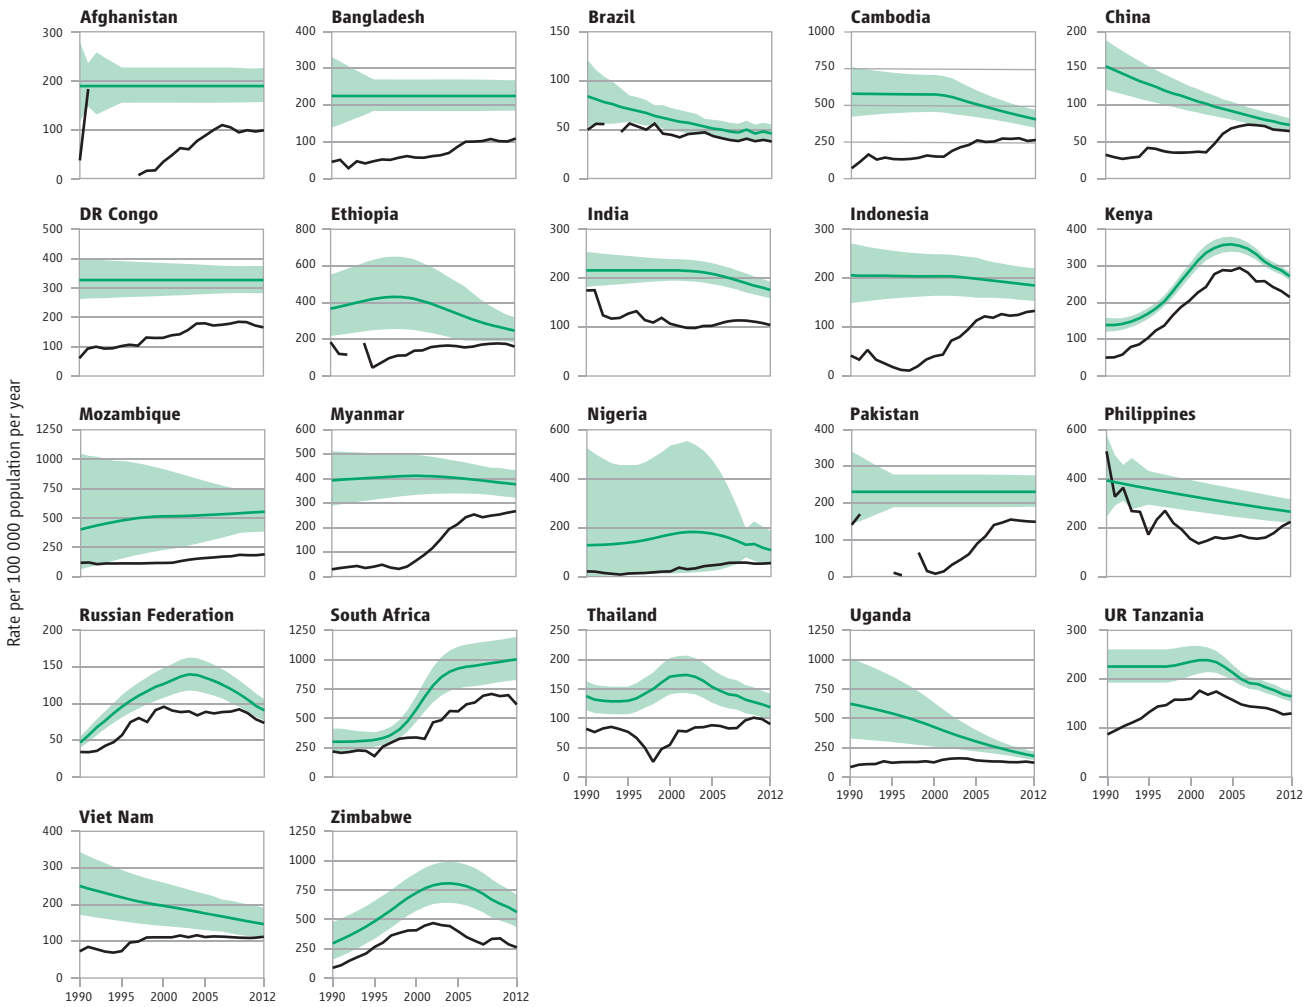 Rate per 100 000 population per year
Afghanistan Bangladesh Brazil Cambodia China
300 400 150 1000 200
200 300 100 750 150
100 200 50 500 100
0 100 0 250 50
0 0 0
DR Congo Ethiopia India Indonesia Kenya
500 800 300 300 400
400 600 200 200 300
300 400 100 100 200
200 200 0 0 100
100 0 0
0
Mozambique Myanmar Nigeria Pakistan Philippines
1250 600 600 400 600
1000 500 400 300 400
750 400 200 200 200
500 300 0 100 0
250 200 0
0 100
0
Russian Federation South Africa Thailand Uganda UR Tanzania
200 1250 250 1250 300
150 1000 200 1000 200
100 750 150 750 100
50 500 100 500 0
0 250 50 250
0 0 0
1990 1995 2000 2005 2012 1990 1995 2000 2005 2012 1990 1995 2000 2005 2012
Viet Nam Zimbabwe
400 1250
300 1000
200 750
100 500
0 250
0
1990 1995 2000 2005 2012 1990 1995 2000 2005 2012